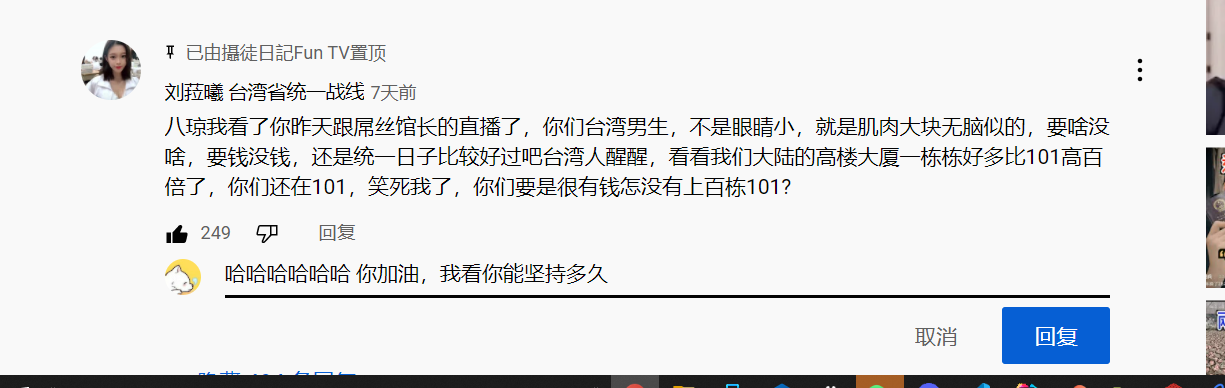 已由攝徒日記Fun TV置顶
刘菈曦 台湾省统一战线 7天前
八琼我看了你昨天跟屌丝馆长的直播了，你们台湾男生，不是眼睛小，就是肌肉大块无脑似的，要啥没
啥，要钱没钱，还是统一日子比较好过吧台湾人醒醒，看看我们大陆的高楼大厦一栋栋好多比101高百
倍了，你们还在101，笑死我了，你们要是很有钱怎没有上百栋101?
249 回复
哈哈哈哈哈哈 你加油，我看你能坚持多久
取消 回复